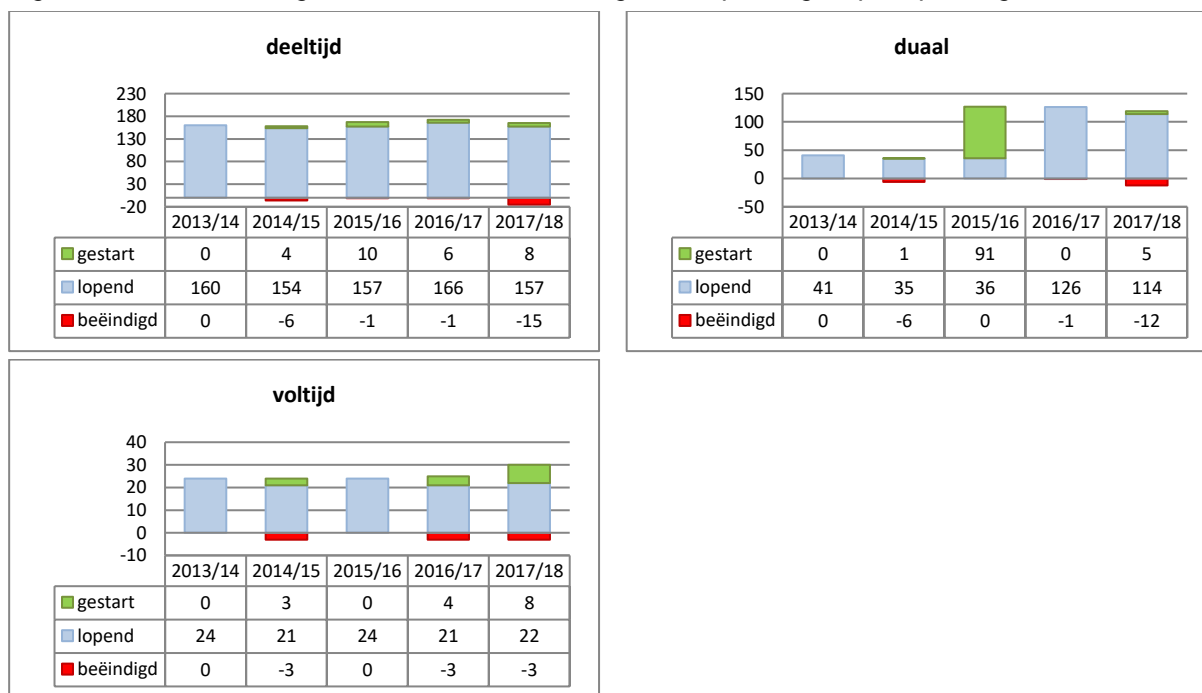 deeltijd
230
180
130
80
30
-20
2013/14 2014/15 2015/16 2016/17 2017/18
gestart 0 4 10 6 8
lopend 160 154 157 166 157
beëindigd 0 -6 -1 -1 -15
duaal
150
100
50
0
-50
2013/14 2014/15 2015/16 2016/17 2017/18
gestart 0 1 91 0 5
lopend 41 35 36 126 114
beëindigd 0 -6 0 -1 -12
voltijd
40
30
20
10
0
-10
2013/14 2014/15 2015/16 2016/17 2017/18
gestart 0 3 0 4 8
lopend 24 21 24 21 22
beëindigd 0 -3 0 -3 -3